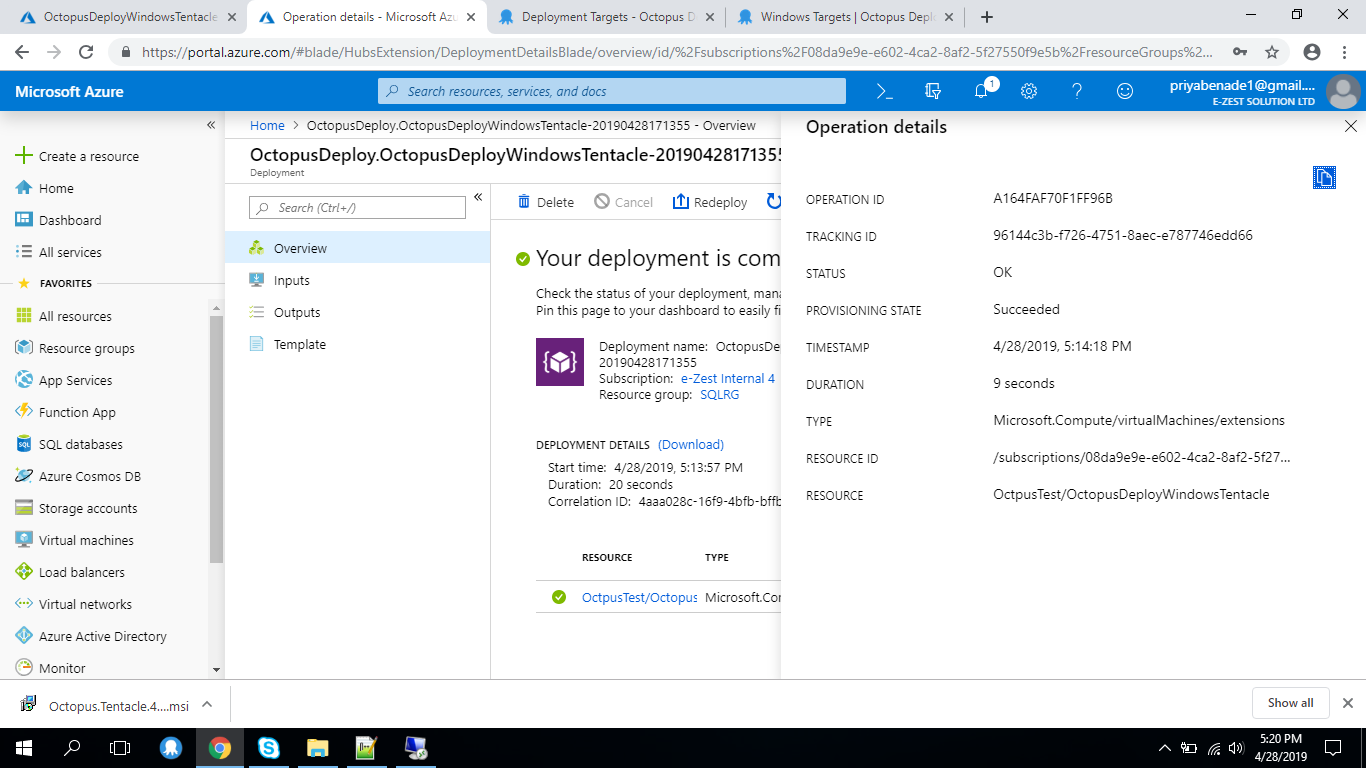 OctopusDeployWindowsTentacle
Operation details - Microsoft Azu
Deployment Targets - Octopus D
Windows Targets | Octopus Depl
https://portal.azure.com/#blade/HubsExtension/DeploymentDetailsBlade/overview/id/%2Fsubscriptions%2F08da9e9e-e602-4ca2-8af2-5f27550f9e5b%2FresourceGroups%2...
Microsoft Azure
Search resources, services, and docs
1
priyabenade1@gmail....
E-ZEST SOLUTION LTD
Create a resource
Home
Dashboard
All services
FAVORITES
All resources
Resource groups
App Services
Function App
SQL databases
Azure Cosmos DB
Storage accounts
Virtual machines
Load balancers
Virtual networks
Azure Active Directory
Monitor
Home > OctopusDeploy.OctopusDeployWindowsTentacle-20190428171355 - Overview
OctopusDeploy.OctopusDeployWindowsTentacle-20190428171355
Deployment
Search (Ctrl+/)
Overview
Inputs
Outputs
Template
Delete
Cancel
Redeploy
Your deployment is com
Check the status of your deployment, mana
Pin this page to your dashboard to easily fi
Deployment name: OctopusDe
20190428171355
Subscription: e-Zest Internal 4
Resource group: SQLRG
DEPLOYMENT DETAILS (Download)
Start time: 4/28/2019, 5:13:57 PM
Duration: 20 seconds
Correlation ID: 4aaa028c-16f9-4bfb-bffb
RESOURCE TYPE
OctpusTest/Octopus Microsoft.Cor
Operation details
OPERATION ID A164FAF70F1FF96B
TRACKING ID 96144c3b-f726-4751-8aec-e787746edd66
STATUS OK
PROVISIONING STATE Succeeded
TIMESTAMP 4/28/2019, 5:14:18 PM
DURATION 9 seconds
TYPE Microsoft.Compute/virtualMachines/extensions
RESOURCE ID /subscriptions/08da9e9e-e602-4ca2-8af2-5f27...
RESOURCE OctpusTest/OctopusDeployWindowsTentacle
Octopus.Tentacle.4....msi
Show all
5:20 PM
4/28/2019